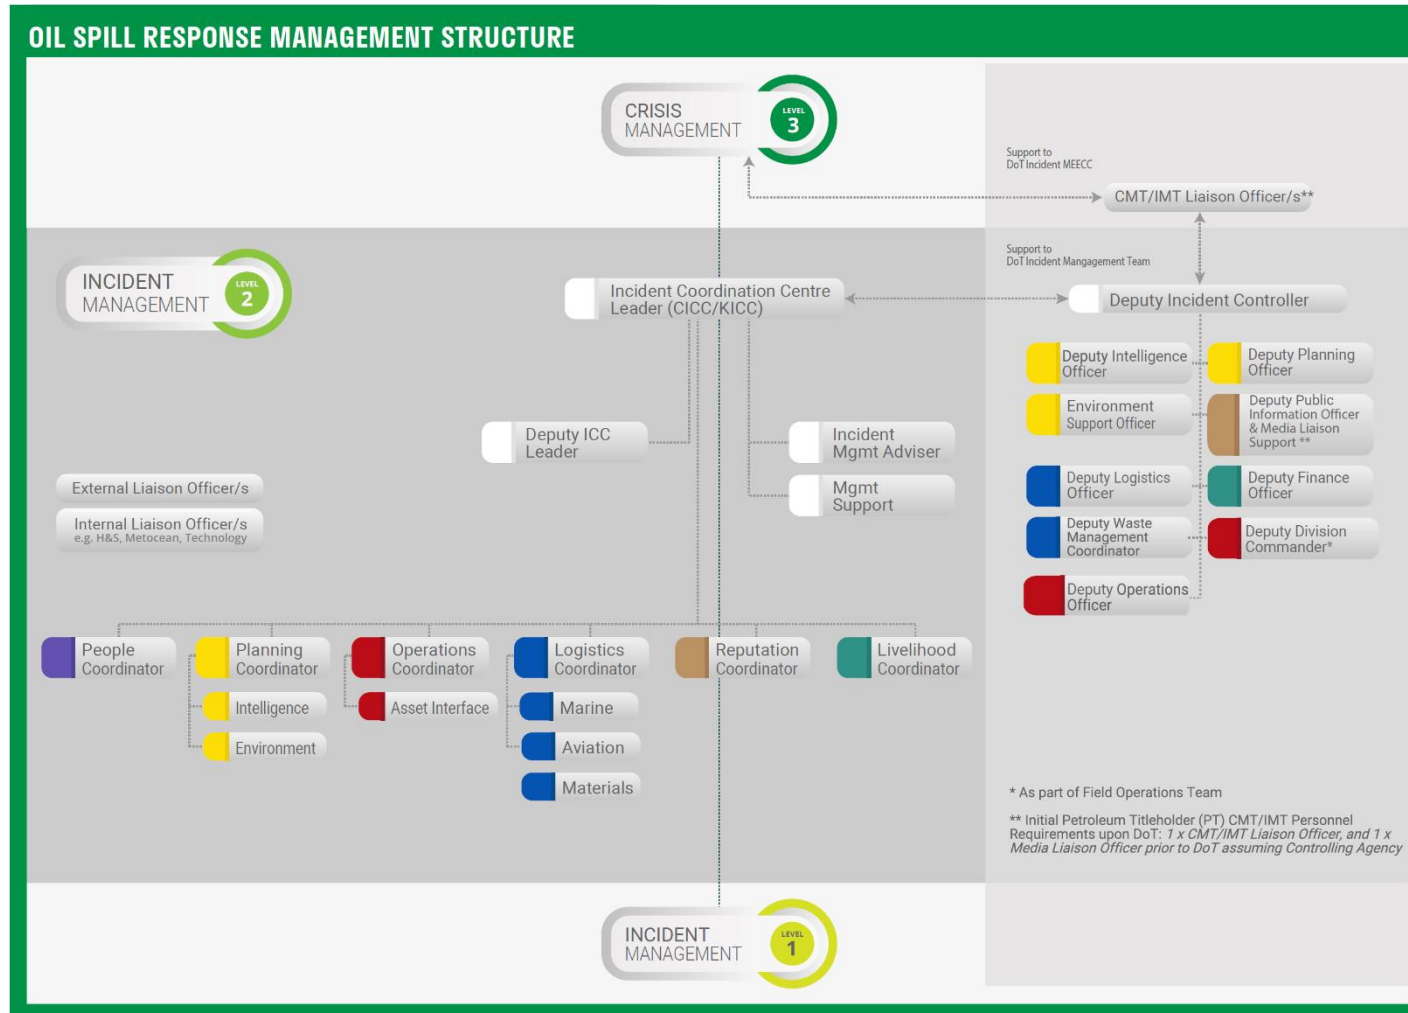 OIL SPILL RESPONSE MANAGEMENT STRUCTURE
CRISIS
MANAGEMENT
LEVEL
3
Support to
DoT Incident MEECC
CMT/IMT Liaison Officer/s**
INCIDENT
MANAGEMENT
LEVEL
2
Incident Coordination Centre
Leader (CICC/KICC)
Support to
DoT Incident Mangagement Team
Deputy Incident Controller
Deputy Intelligence
Officer
Deputy Planning
Officer
Environment
Support Officer
Deputy Public
Information Officer
& Media Liaison
Support **
Deputy ICC
Leader
Incident
Mgmt Adviser
Mgmt
Support
External Liaison Officer/s
Internal Liaison Officer/s
e.g. H&S, Metocean, Technology
Deputy Logistics
Officer
Deputy Finance
Officer
Deputy Waste
Management
Coordinator
Deputy Division
Commander*
Deputy Operations
Officer
People
Coordinator
Planning
Coordinator
Operations
Coordinator
Logistics
Coordinator
Reputation
Coordinator
Livelihood
Coordinator
Intelligence
Asset Interface
Marine
Environment
Aviation
Materials
* As part of Field Operations Team
** Initial Petroleum Titleholder (PT) CMT/IMT Personnel
Requirements upon DoT: 1 x CMT/IMT Liaison Officer, and 1 x
Media Liaison Officer prior to DoT assuming Controlling Agency
INCIDENT
MANAGEMENT
LEVEL
1